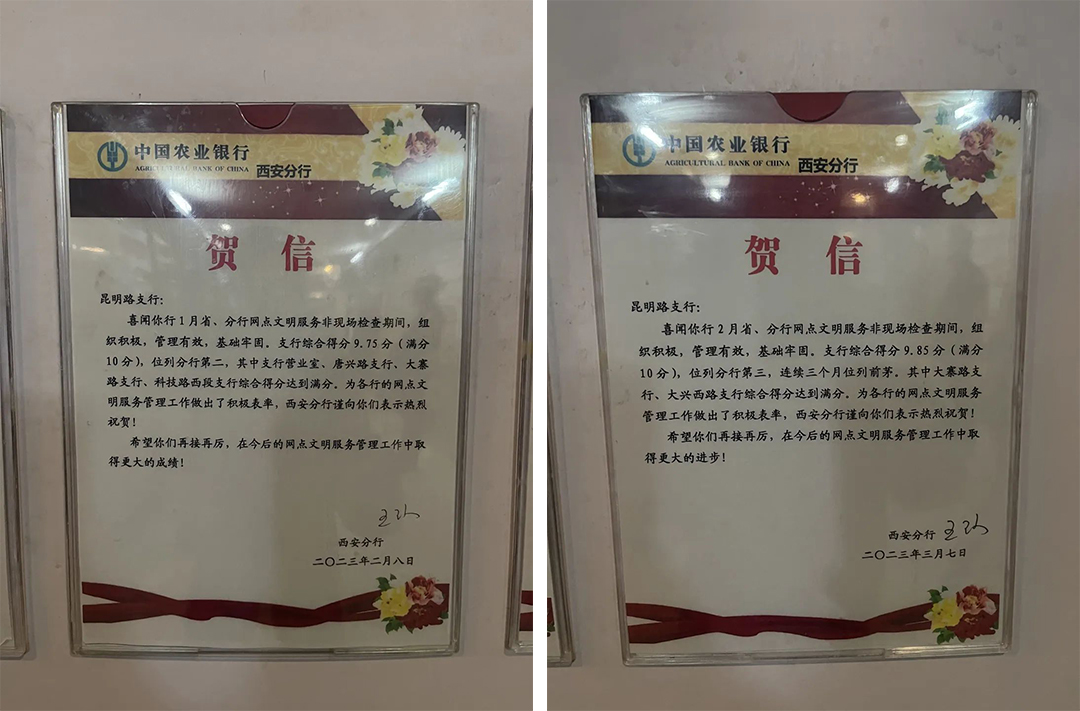 中国农业银行
AGRICULTURAL BANK OF CHINA 西安分行
贺 信
昆明路支行：
喜闻你行1月省、分行网点文明服务非现场检查期间，组
织积极，管理有效，基础牢固。支行综合得分9.75分（满分
10分），位列分行第二，其中支行营业室、唐兴路支行、大寨
路支行、科技路西段支行综合得分达到满分。为各行的网点文
明服务管理工作做出了积极表率，西安分行谨向你们表示热烈
祝贺！
希望你们再接再厉，在今后的网点文明服务管理工作中取
得更大的成绩！
西安分行
二〇二三年二月八日
中国农业银行
AGRICULTURAL BANK OF CHINA 西安分行
贺 信
昆明路支行：
喜闻你行2月省、分行网点文明服务非现场检查期间，组
织积极，管理有效，基础牢固。支行综合得分9.85分（满分
10分），位列分行第三，连续三个月位列前茅。其中大寨路支
行、大兴西路支行综合得分达到满分。为各行的网点文明服务
管理工作做出了积极表率，西安分行谨向你们表示热烈祝贺！
希望你们再接再厉，在今后的网点文明服务管理工作中取
得更大的进步！
西安分行
二〇二三年三月七日